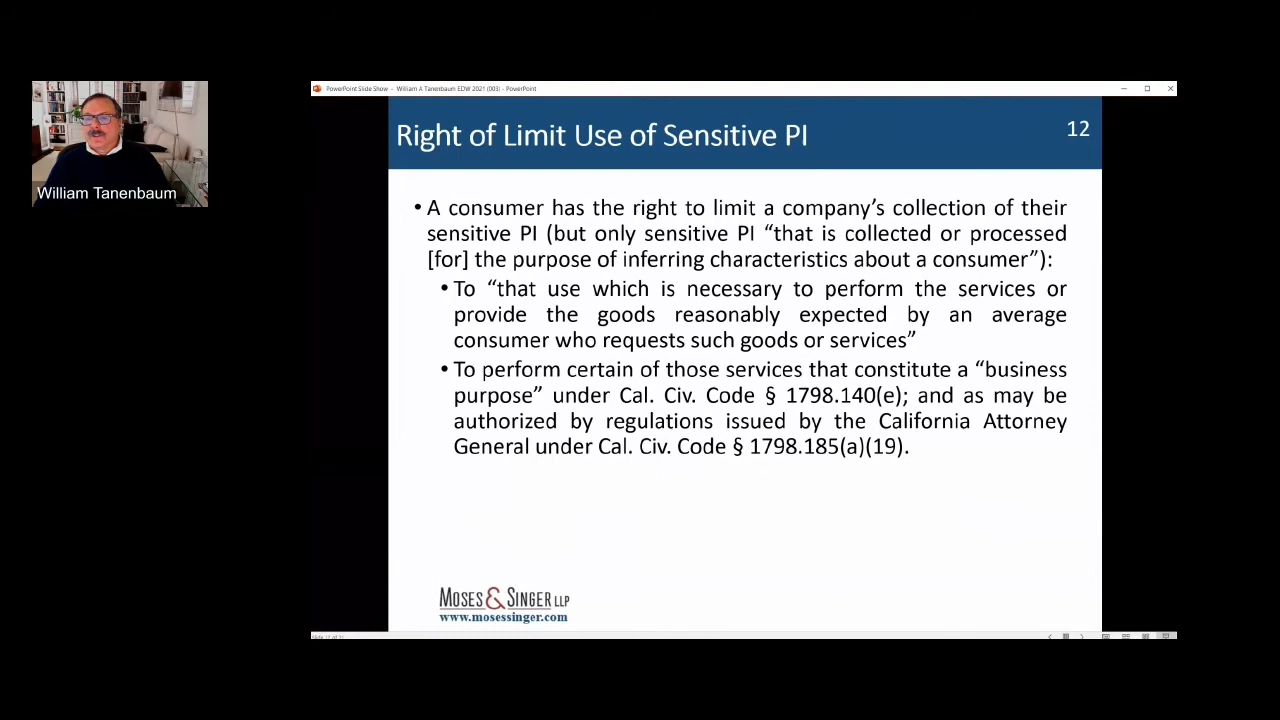 PowerPoint Slide Show - William A Tanenbaum EDW 2021 (003) - PowerPoint
Right of Limit Use of Sensitive PI
12
William Tanenbaum
• A consumer has the right to limit a company’s collection of their
sensitive PI (but only sensitive PI “that is collected or processed
[for] the purpose of inferring characteristics about a consumer”):
• To “that use which is necessary to perform the services or
provide the goods reasonably expected by an average
consumer who requests such goods or services”
• To perform certain of those services that constitute a “business
purpose” under Cal. Civ. Code § 1798.140(e); and as may be
authorized by regulations issued by the California Attorney
General under Cal. Civ. Code § 1798.185(a)(19).
MOSES & SINGER LLP
www.mosessinger.com